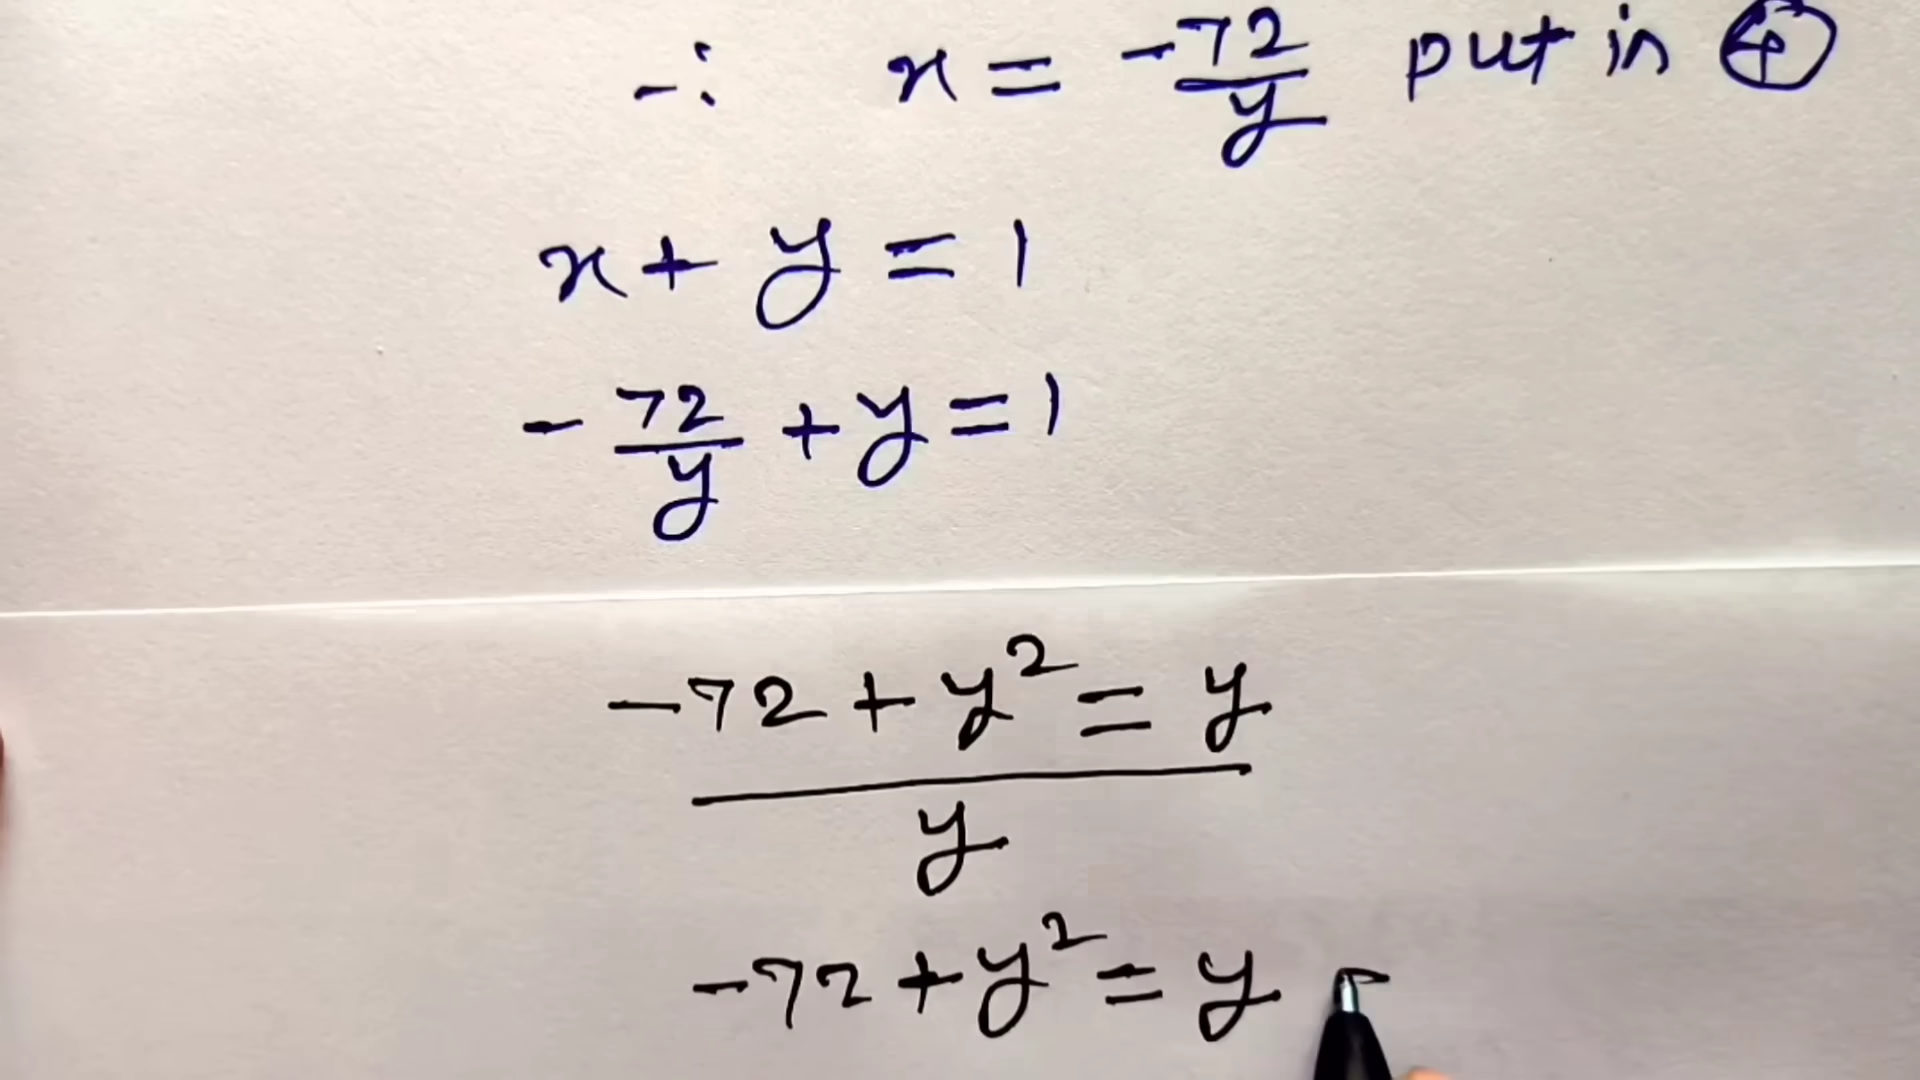 ∴ x = -72/y put in ④
x + y = 1
- 72/y + y = 1
-72 + y² = y
y
-72 + y² = y